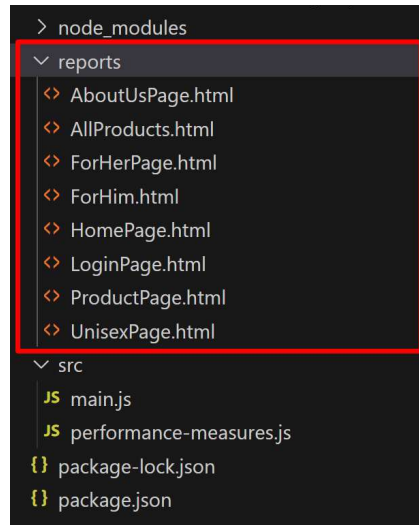 node_modules
reports
<> AboutUsPage.html
<> AllProducts.html
<> ForHerPage.html
<> ForHim.html
<> HomePage.html
<> LoginPage.html
<> ProductPage.html
<> UnisexPage.html
src
JS main.js
JS performance-measures.js
{} package-lock.json
{} package.json